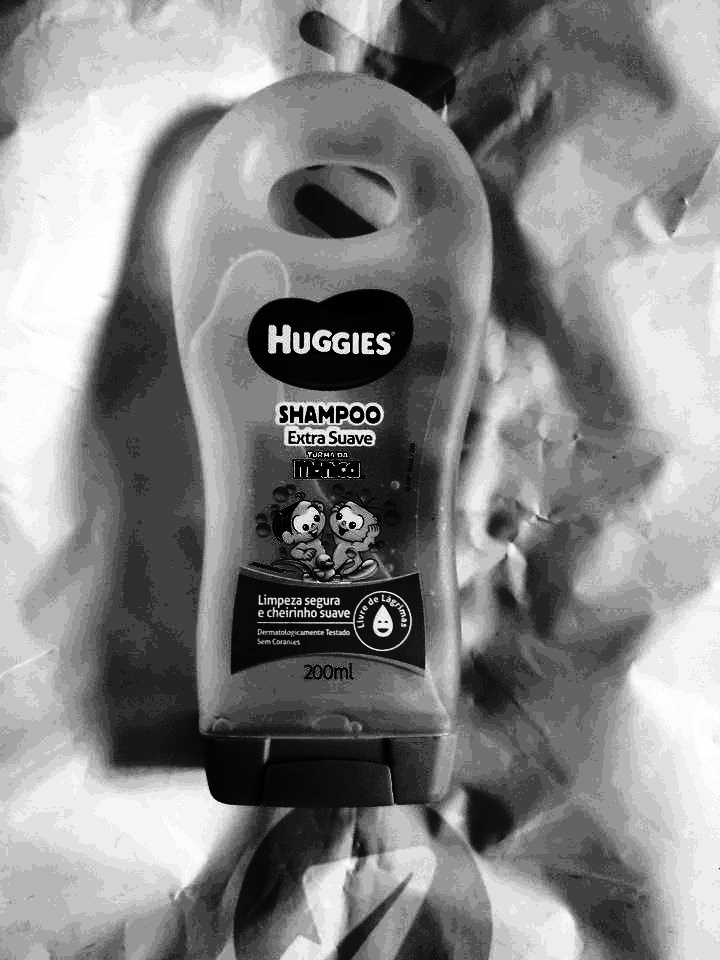 HUGGIES®
SHAMPOO
Extra Suave
TURMA DA
Mônica
Limpeza segura
e cheirinho suave
Dermatologicamente Testado
Sem Corantes
Livre de Lágrimas
200ml